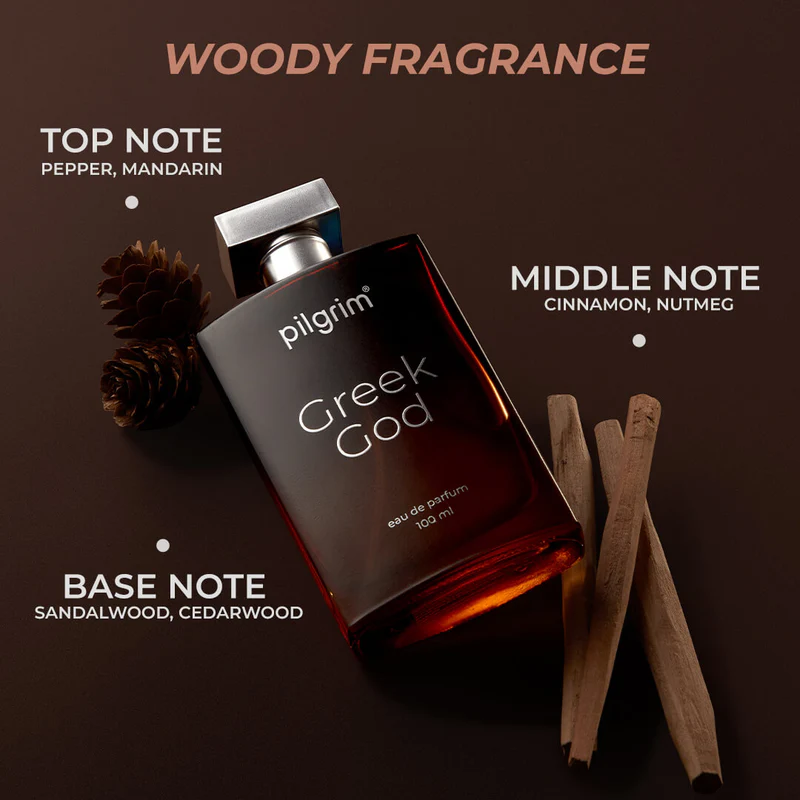 WOODY FRAGRANCE
TOP NOTE
PEPPER, MANDARIN
MIDDLE NOTE
CINNAMON, NUTMEG
pilgrim®
Greek
God
eau de parfum
100 ml
BASE NOTE
SANDALWOOD, CEDARWOOD